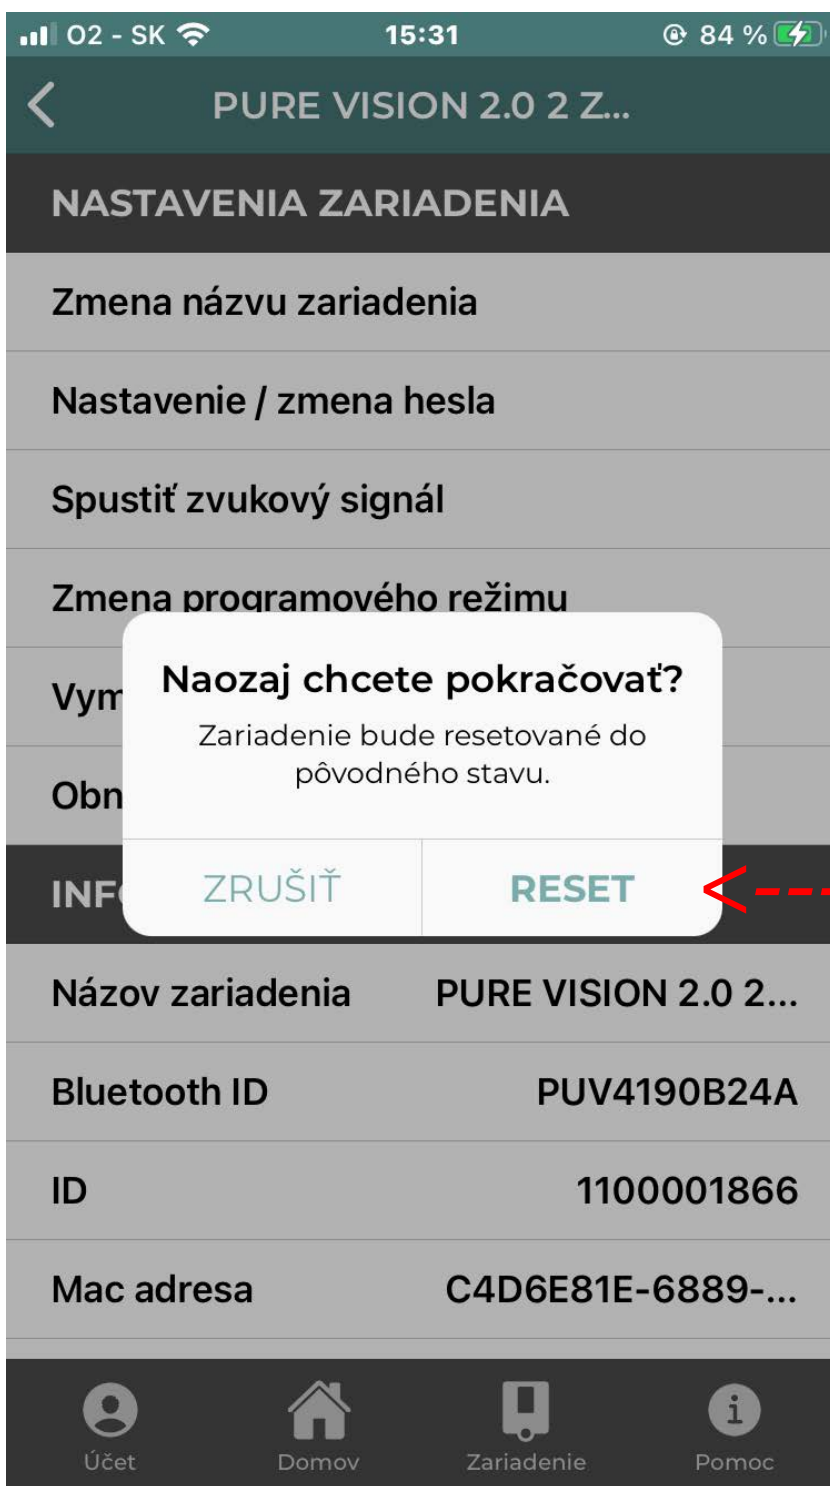 O2 - SK 15:31 84 %
PURE VISION 2.0 2 Z...
NASTAVENIA ZARIADENIA
Zmena názvu zariadenia
Nastavenie / zmena hesla
Spustiť zvukový signál
Zmena programového režimu
Vym
Naozaj chcete pokračovať?
Zariadenie bude resetované do
pôvodného stavu.
Obn
ZRUŠIŤ RESET
INF
Názov zariadenia PURE VISION 2.0 2...
Bluetooth ID PUV4190B24A
ID 1100001866
Mac adresa C4D6E81E-6889-...
Účet Domov Zariadenie Pomoc